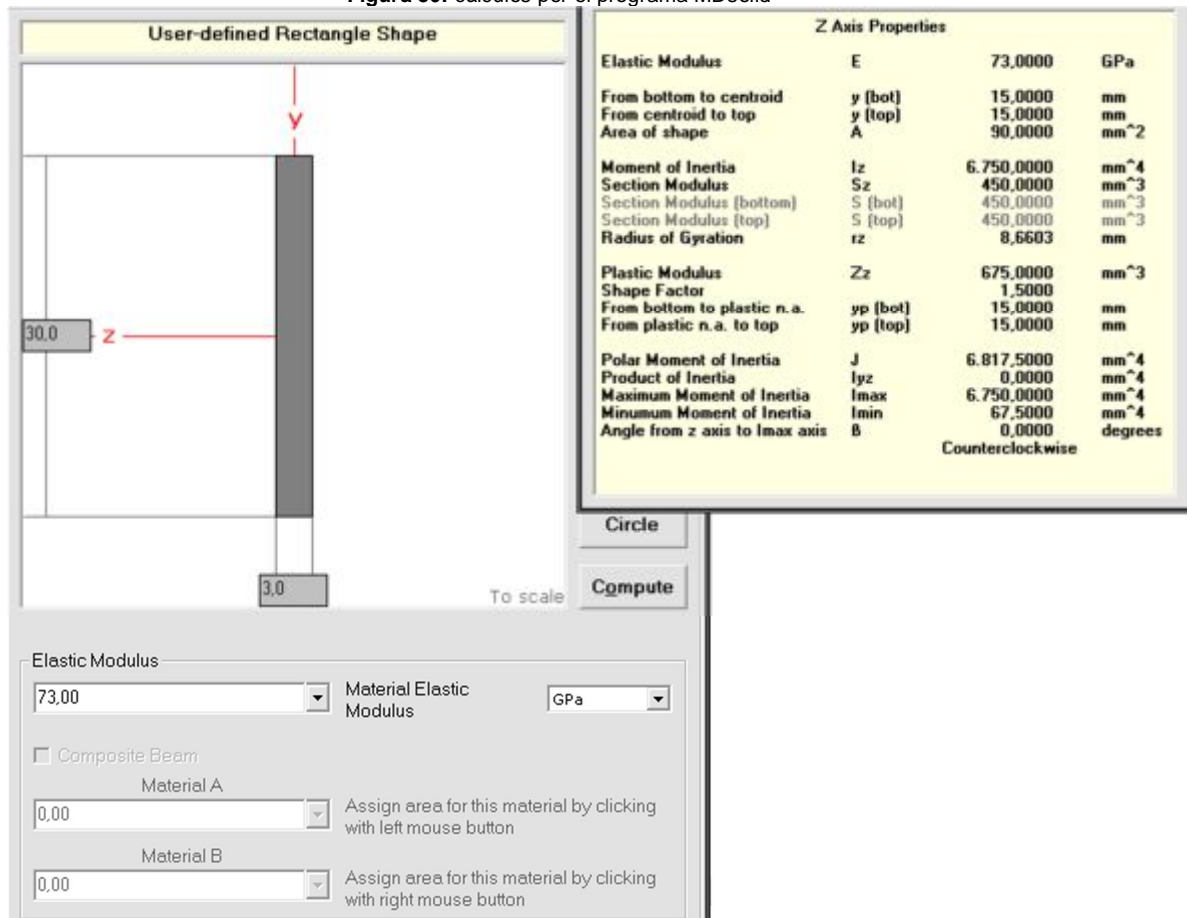 User-defined Rectangle Shape
y
30,0
z
3,0
To scale
Circle
Compute
Z Axis Properties
Elastic Modulus E 73,0000 GPa
From bottom to centroid y (bot) 15,0000 mm
From centroid to top y (top) 15,0000 mm
Area of shape A 90,0000 mm^2
Moment of Inertia Iz 6.750,0000 mm^4
Section Modulus Sz 450,0000 mm^3
Section Modulus (bottom) S (bot) 450,0000 mm^3
Section Modulus (top) S (top) 450,0000 mm^3
Radius of Gyration rz 8,6603 mm
Plastic Modulus Zz 675,0000 mm^3
Shape Factor 1,5000
From bottom to plastic n.a. yp (bot) 15,0000 mm
From plastic n.a. to top yp (top) 15,0000 mm
Polar Moment of Inertia J 6.817,5000 mm^4
Product of Inertia Iyz 0,0000 mm^4
Maximum Moment of Inertia Imax 6.750,0000 mm^4
Minumum Moment of Inertia Imin 67,5000 mm^4
Angle from z axis to Imax axis B 0,0000 degrees
Counterclockwise
Elastic Modulus
73,00
Material Elastic
Modulus
GPa
Composite Beam
Material A
0,00
Assign area for this material by clicking
with left mouse button
Material B
0,00
Assign area for this material by clicking
with right mouse button